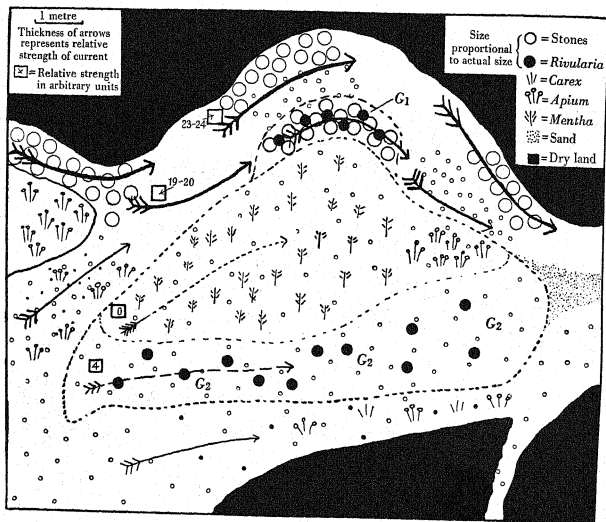 1 metre
Thickness of arrows
represents relative
strength of current
x = Relative strength
in arbitrary units
Size
proportional
to actual size
= Stones
= Rivularia
= Carex
= Apium
= Mentha
= Sand
= Dry land
G1
23-24
19-20
0
4
G2
G2
G2